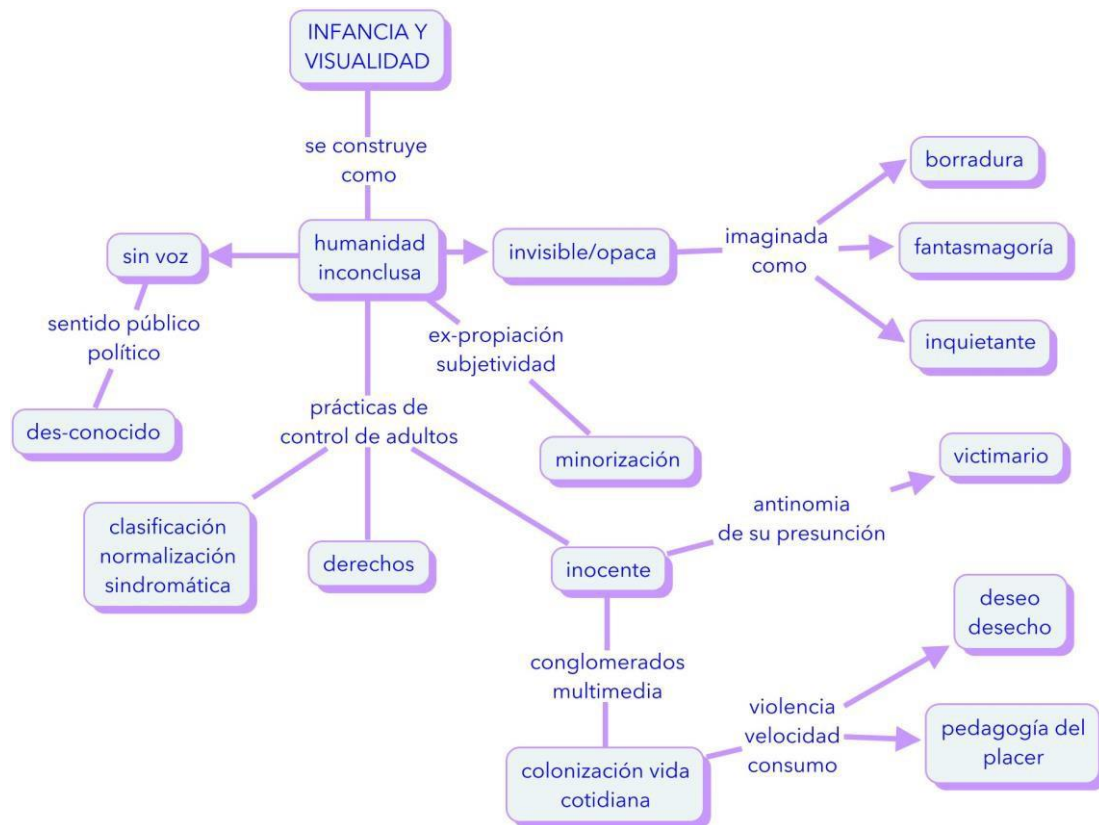 INFANCIA Y
VISUALIDAD
se construye
como
humanidad
inconclusa
sin voz
sentido público
político
des-conocido
invisible/opaca
imaginada
como
borradura
fantasmagoría
inquietante
ex-propiación
subjetividad
minorización
prácticas de
control de adultos
clasificación
normalización
sindromática
derechos
inocente
antinomia
de su presunción
victimario
conglomerados
multimedia
colonización vida
cotidiana
violencia
velocidad
consumo
deseo
desecho
pedagogía del
placer